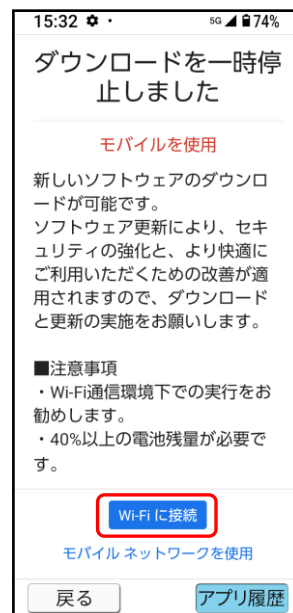 15:32
5G 74%
ダウンロードを一時停
止しました
モバイルを使用
新しいソフトウェアのダウンロ
ードが可能です。
ソフトウェア更新により、セキ
ュリティの強化と、より快適に
ご利用いただくための改善が適
用されますので、ダウンロード
と更新の実施をお願いします。
■注意事項
・Wi-Fi通信環境下での実行をお
勧めします。
・40%以上の電池残量が必要で
す。
Wi-Fi に接続
モバイル ネットワークを使用
戻る
アプリ履歴